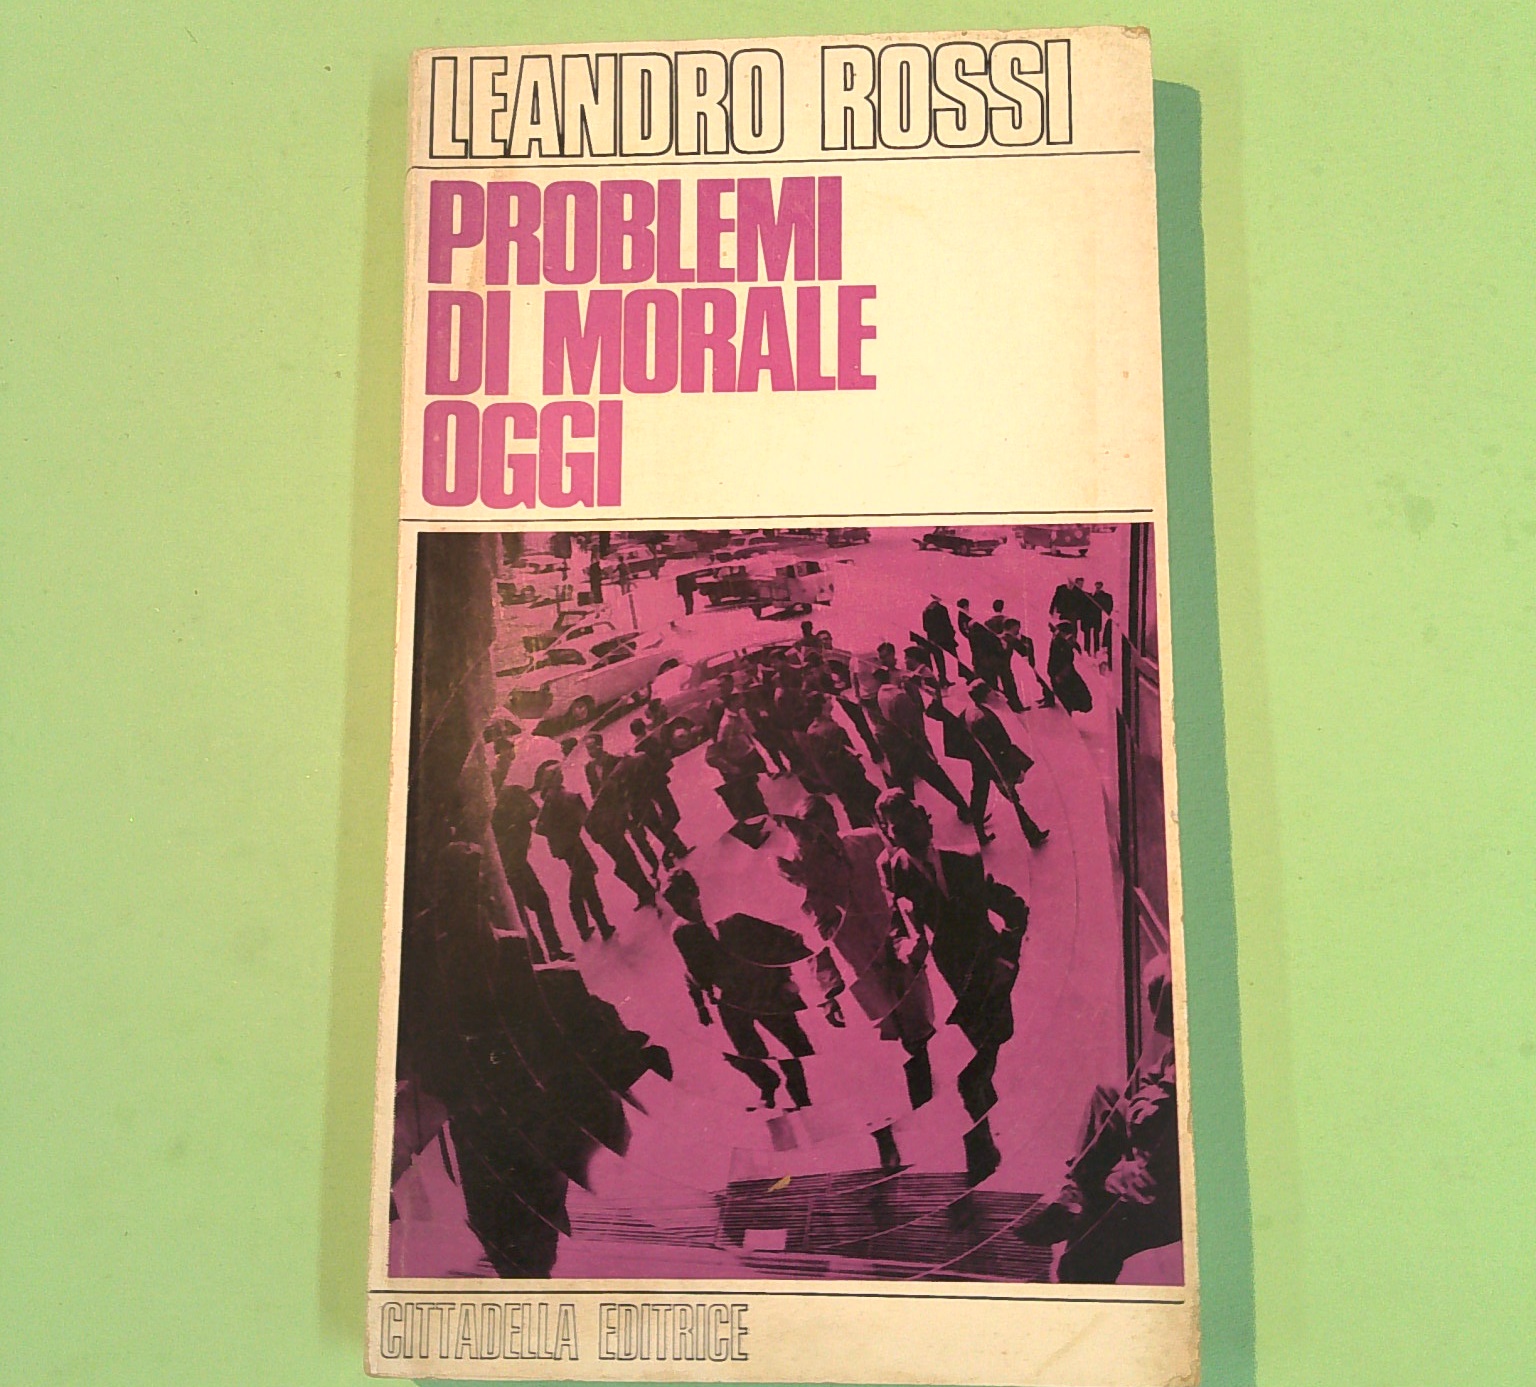 LEANDRO ROSSI
PROBLEMI
DI MORALE
OGGI
CITTADELLA EDITRICE